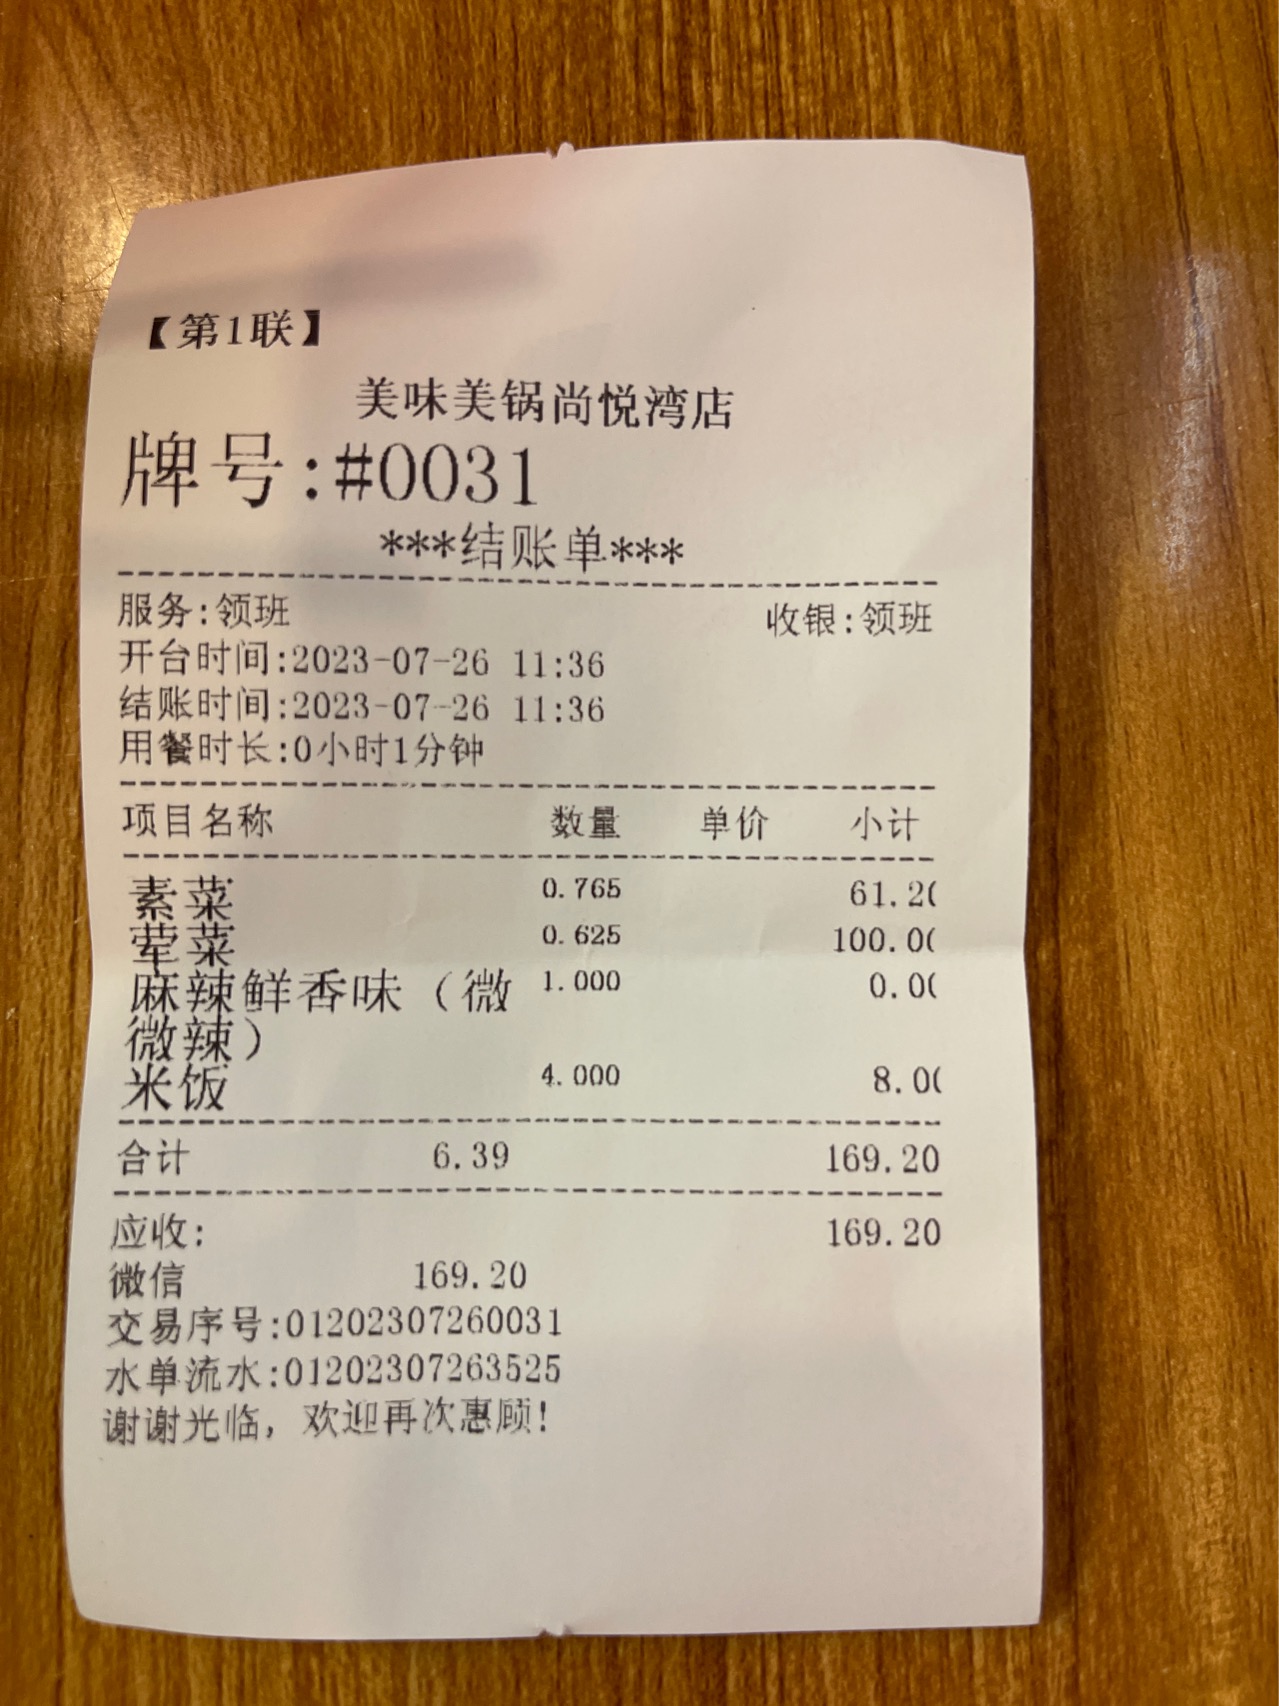 【第1联】
美味美锅尚悦湾店
牌号:#0031
***结账单***
服务:领班 收银:领班
开台时间:2023-07-26 11:36
结账时间:2023-07-26 11:36
用餐时长:0小时1分钟
项目名称 数量 单价 小计
素菜 0.765 61.20
荤菜 0.625 100.00
麻辣鲜香味（微 1.000 0.00
微辣）
米饭 4.000 8.00
合计 6.39 169.20
应收: 169.20
微信 169.20
交易序号:01202307260031
水单流水:01202307263525
谢谢光临，欢迎再次惠顾!